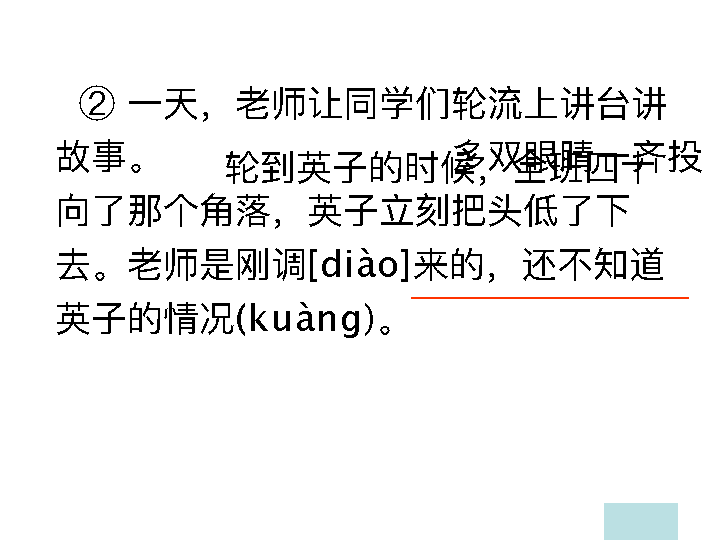 ② 一天，老师让同学们轮流上讲台讲
故事。
轮到英子的时候，全班四十
多双眼睛一齐投
向了那个角落，英子立刻把头低了下
去。老师是刚调[diào]来的，还不知道
英子的情况(kuàng)。